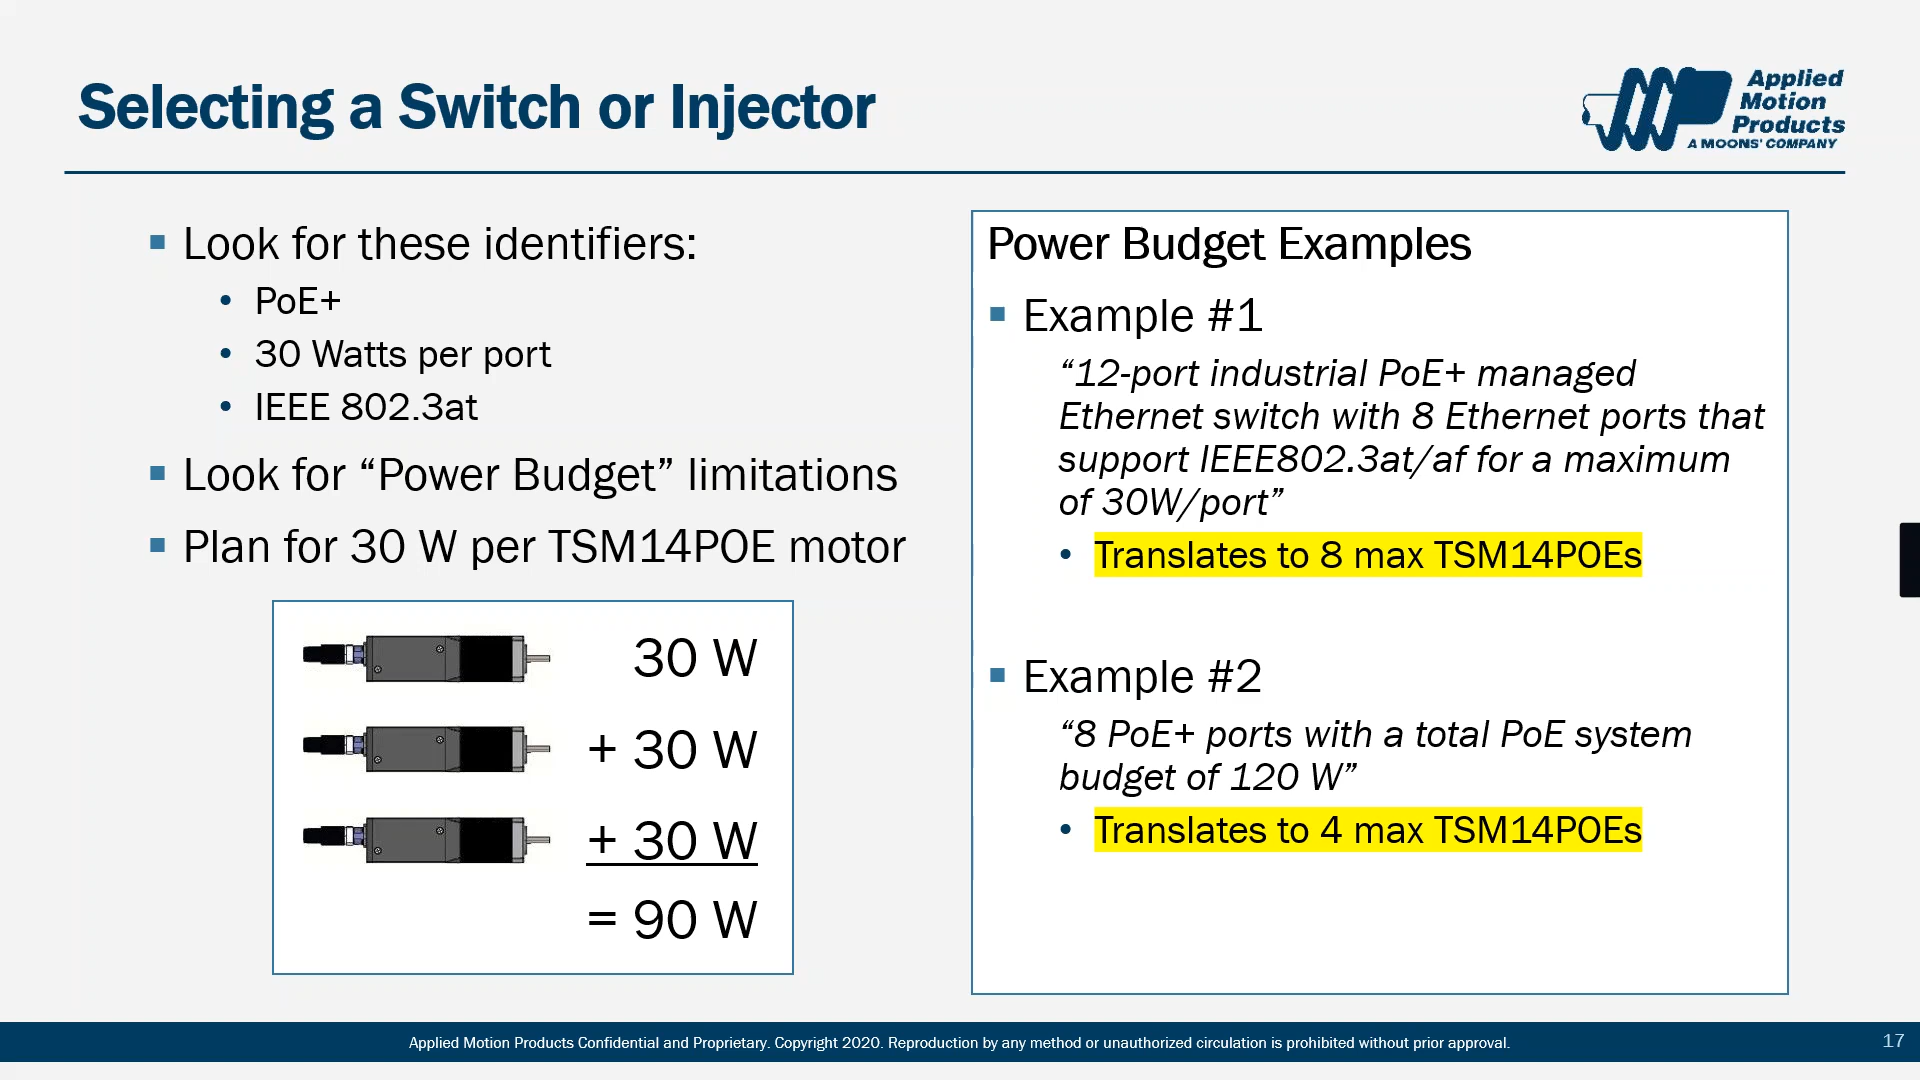 Selecting a Switch or Injector
Applied
Motion
Products
A MOONS' COMPANY
▪ Look for these identifiers:
• PoE+
• 30 Watts per port
• IEEE 802.3at
▪ Look for “Power Budget” limitations
▪ Plan for 30 W per TSM14POE motor
30 W
+ 30 W
+ 30 W
= 90 W
Power Budget Examples
▪ Example #1
“12-port industrial PoE+ managed
Ethernet switch with 8 Ethernet ports that
support IEEE802.3at/af for a maximum
of 30W/port”
• Translates to 8 max TSM14POEs
▪ Example #2
“8 PoE+ ports with a total PoE system
budget of 120 W”
• Translates to 4 max TSM14POEs
Applied Motion Products Confidential and Proprietary. Copyright 2020. Reproduction by any method or unauthorized circulation is prohibited without prior approval.
17